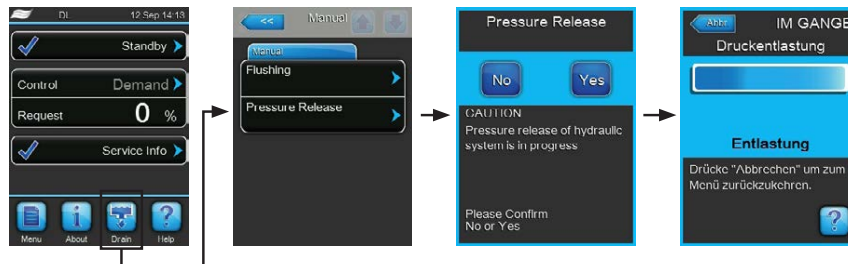 DL 12.Sep 14:13
Standby
Control Demand
Request 0 %
Service Info
Menu About Drain Help
<< Manual
Manual
Flushing
Pressure Release
Pressure Release
No Yes
CAUTION
Pressure release of hydraulic
system is in progress
Please Confirm
No or Yes
Abbr IM GANGE
Druckentlastung
Entlastung
Drücke "Abbrechen" um zum
Menü zurückzukehren.
?